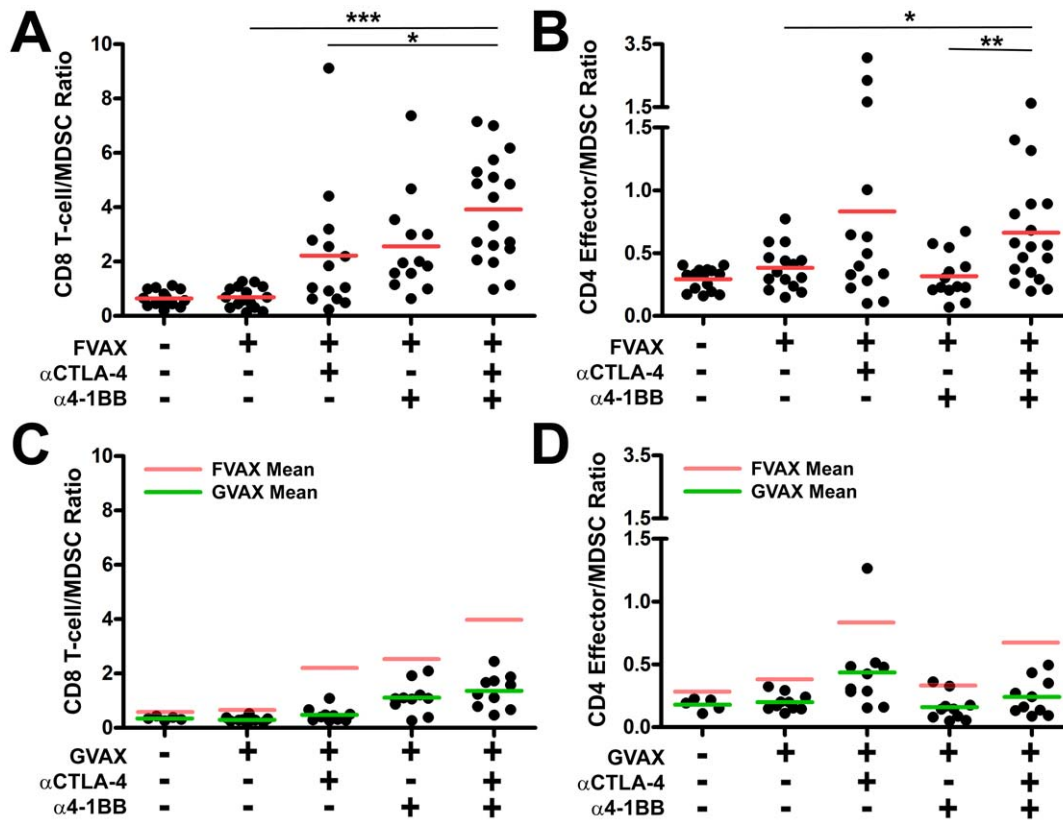 A
***
*
CD8 T-cell/MDSC Ratio
10
8
6
4
2
0
FVAX - + + + +
αCTLA-4 - - + - +
α4-1BB - - - + +
B
*
**
CD4 Effector/MDSC Ratio
3.5
1.5
1.5
1.0
0.5
0.0
FVAX - + + + +
αCTLA-4 - - + - +
α4-1BB - - - + +
C
CD8 T-cell/MDSC Ratio
10
8
6
4
2
0
FVAX Mean
GVAX Mean
GVAX - + + + +
αCTLA-4 - - + - +
α4-1BB - - - + +
D
CD4 Effector/MDSC Ratio
3.5
1.5
1.5
1.0
0.5
0.0
FVAX Mean
GVAX Mean
GVAX - + + + +
αCTLA-4 - - + - +
α4-1BB - - - + +